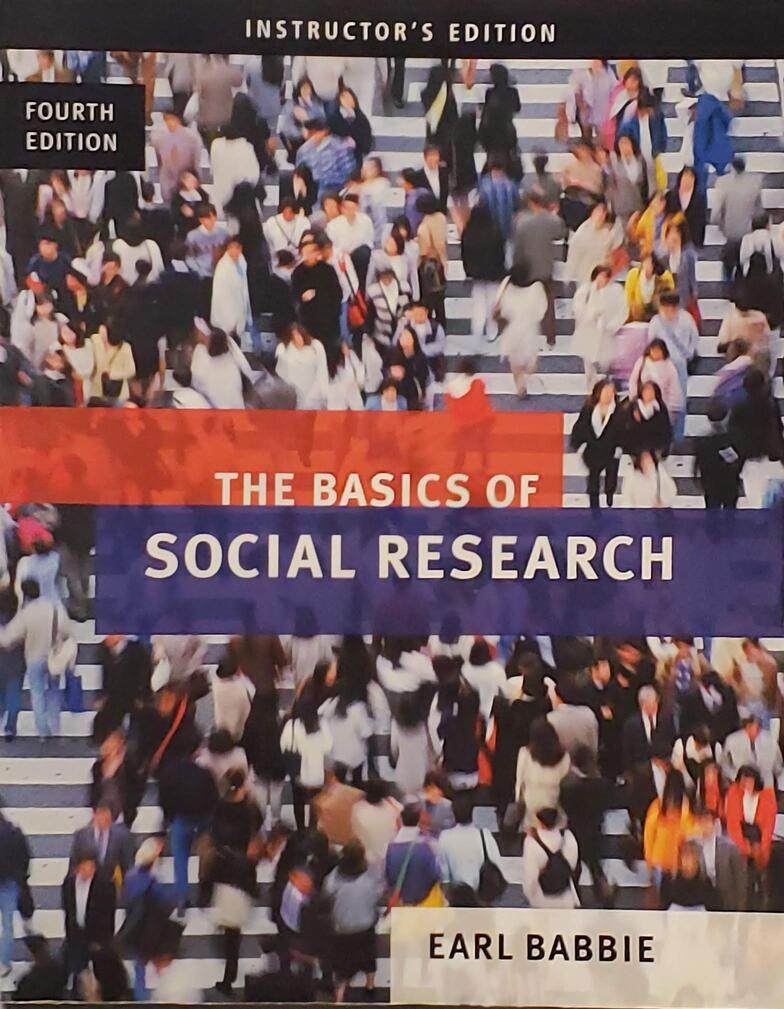 INSTRUCTOR'S EDITION
FOURTH
EDITION
THE BASICS OF
SOCIAL RESEARCH
EARL BABBIE